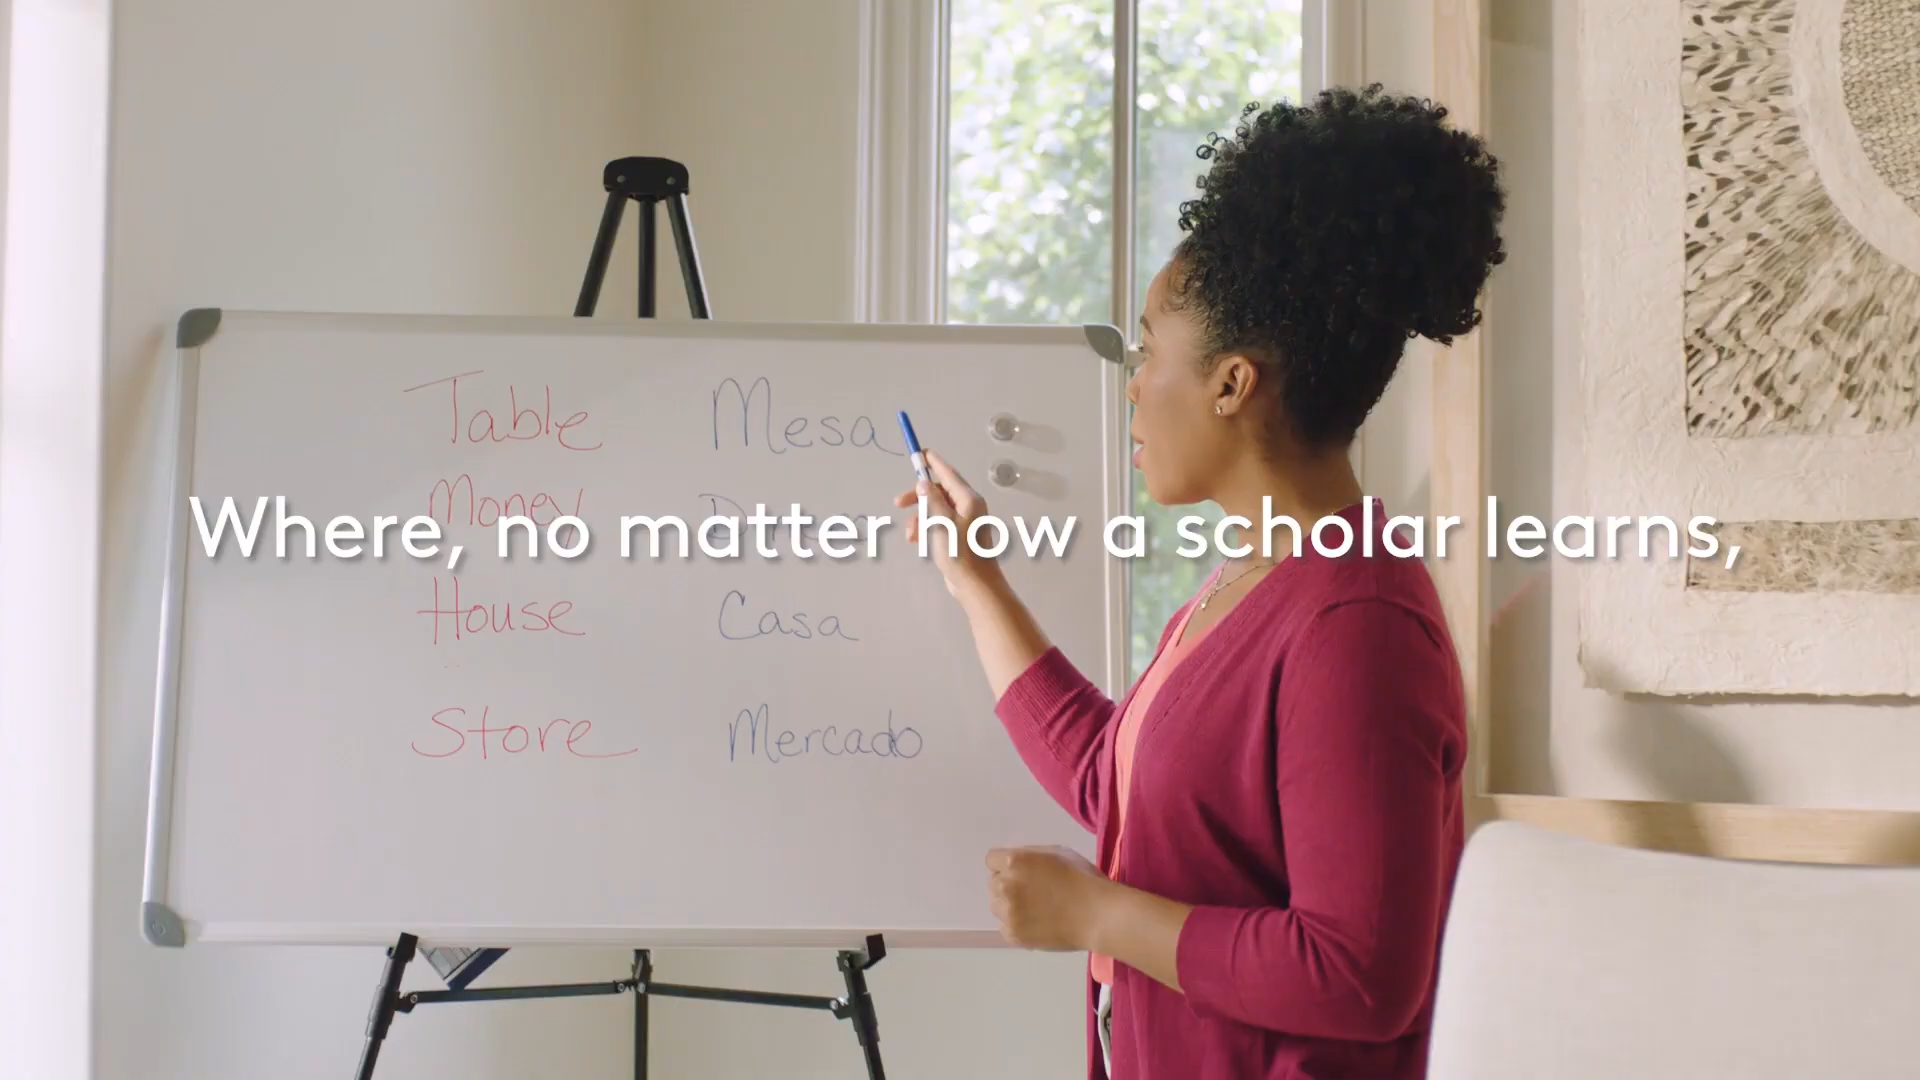 Table Mesa
Money
Where, no matter how a scholar learns,
House Casa
Store Mercado